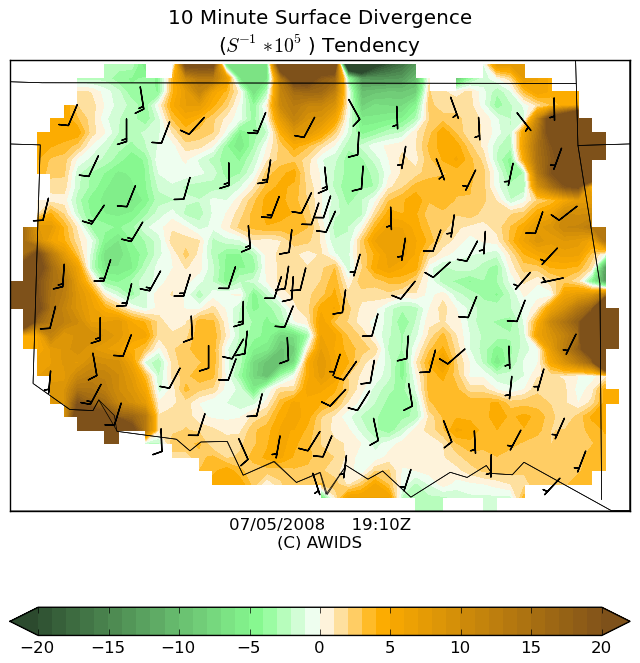 10 Minute Surface Divergence
(S⁻¹ *10⁵ ) Tendency
07/05/2008 19:10Z
(C) AWIDS
−20 −15 −10 −5 0 5 10 15 20